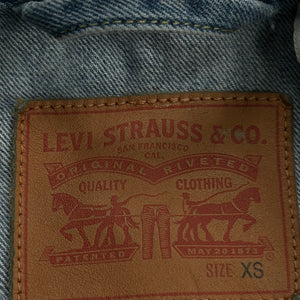 LEVI STRAUSS & CO.
SAN FRANCISCO
CAL.
ORIGINAL RIVETED
QUALITY CLOTHING
PATENTED MAY 20 1873
SIZE XS